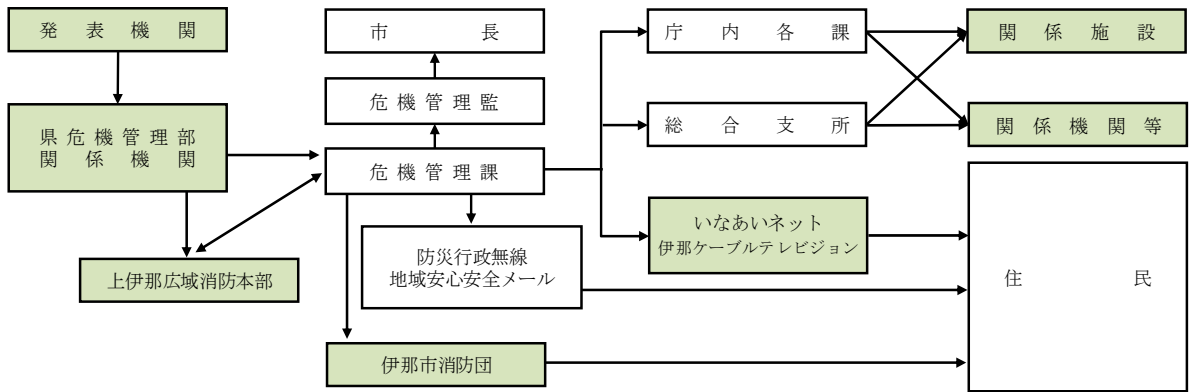 発表機関
市長
庁内各課
関係施設
危機管理監
県危機管理部
関係機関
総合支所
関係機関等
危機管理課
いなあいネット
伊那ケーブルテレビジョン
防災行政無線
地域安心安全メール
上伊那広域消防本部
住民
伊那市消防団